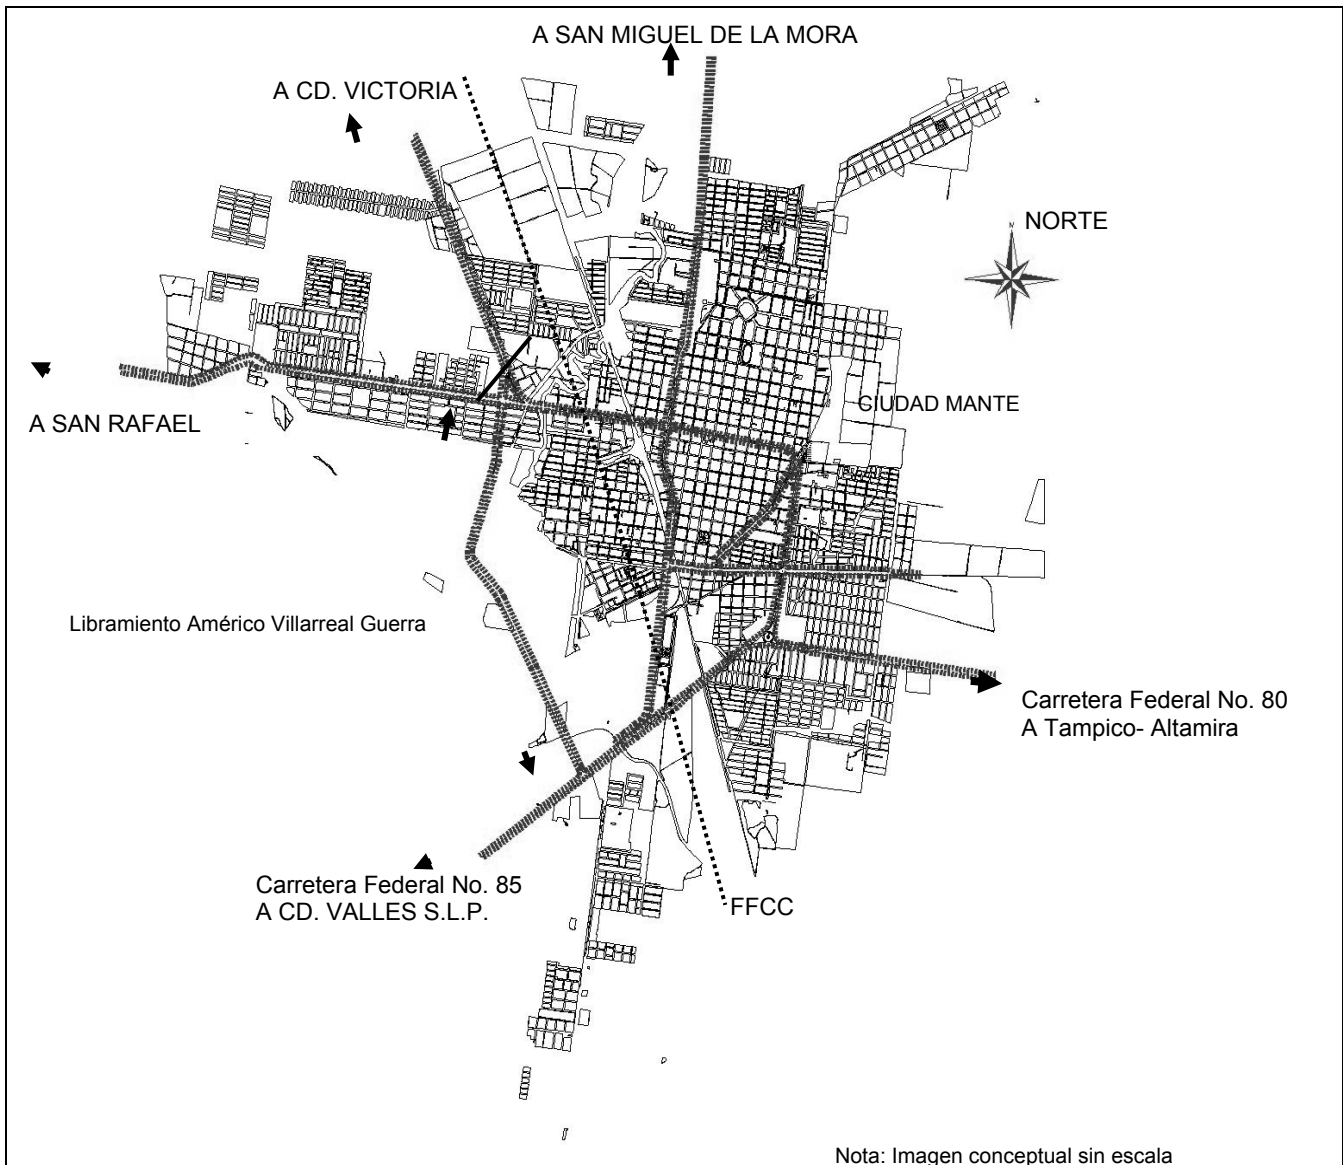 A SAN MIGUEL DE LA MORA
A CD. VICTORIA
N
NORTE
CIUDAD MANTE
A SAN RAFAEL
Libramiento Américo Villarreal Guerra
Carretera Federal No. 80
A Tampico- Altamira
Carretera Federal No. 85
A CD. VALLES S.L.P.
FFCC
Nota: Imagen conceptual sin escala